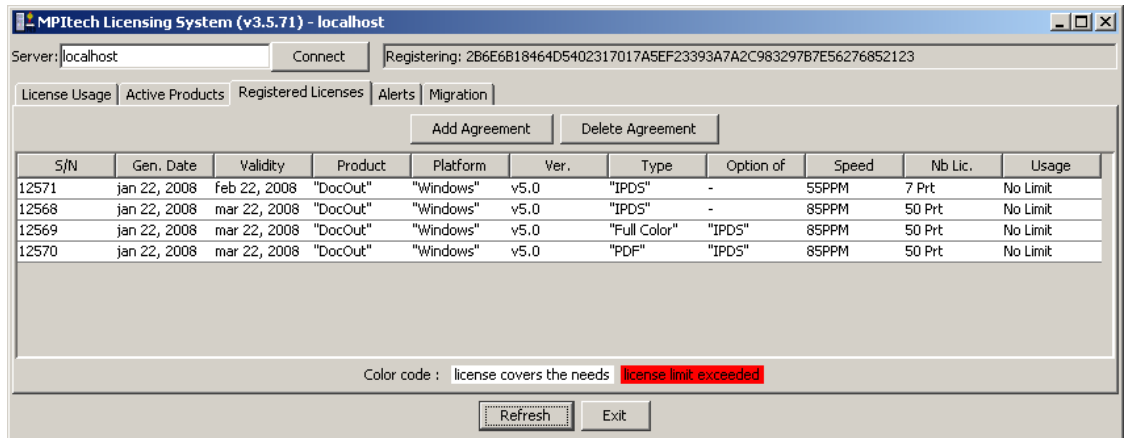 MPItech Licensing System (v3.5.71) - localhost
Server: localhost Connect Registering: 2B6E6B18464D5402317017A5EF23393A7A2C983297B7E56276852123
License Usage Active Products Registered Licenses Alerts Migration
Add Agreement Delete Agreement
S/N Gen. Date Validity Product Platform Ver. Type Option of Speed Nb Lic. Usage
12571 jan 22, 2008 feb 22, 2008 "DocOut" "Windows" v5.0 "IPDS" - 55PPM 7 Prt No Limit
12568 jan 22, 2008 mar 22, 2008 "DocOut" "Windows" v5.0 "IPDS" - 85PPM 50 Prt No Limit
12569 jan 22, 2008 mar 22, 2008 "DocOut" "Windows" v5.0 "Full Color" "IPDS" 85PPM 50 Prt No Limit
12570 jan 22, 2008 mar 22, 2008 "DocOut" "Windows" v5.0 "PDF" "IPDS" 85PPM 50 Prt No Limit
Color code : license covers the needs license limit exceeded
Refresh Exit